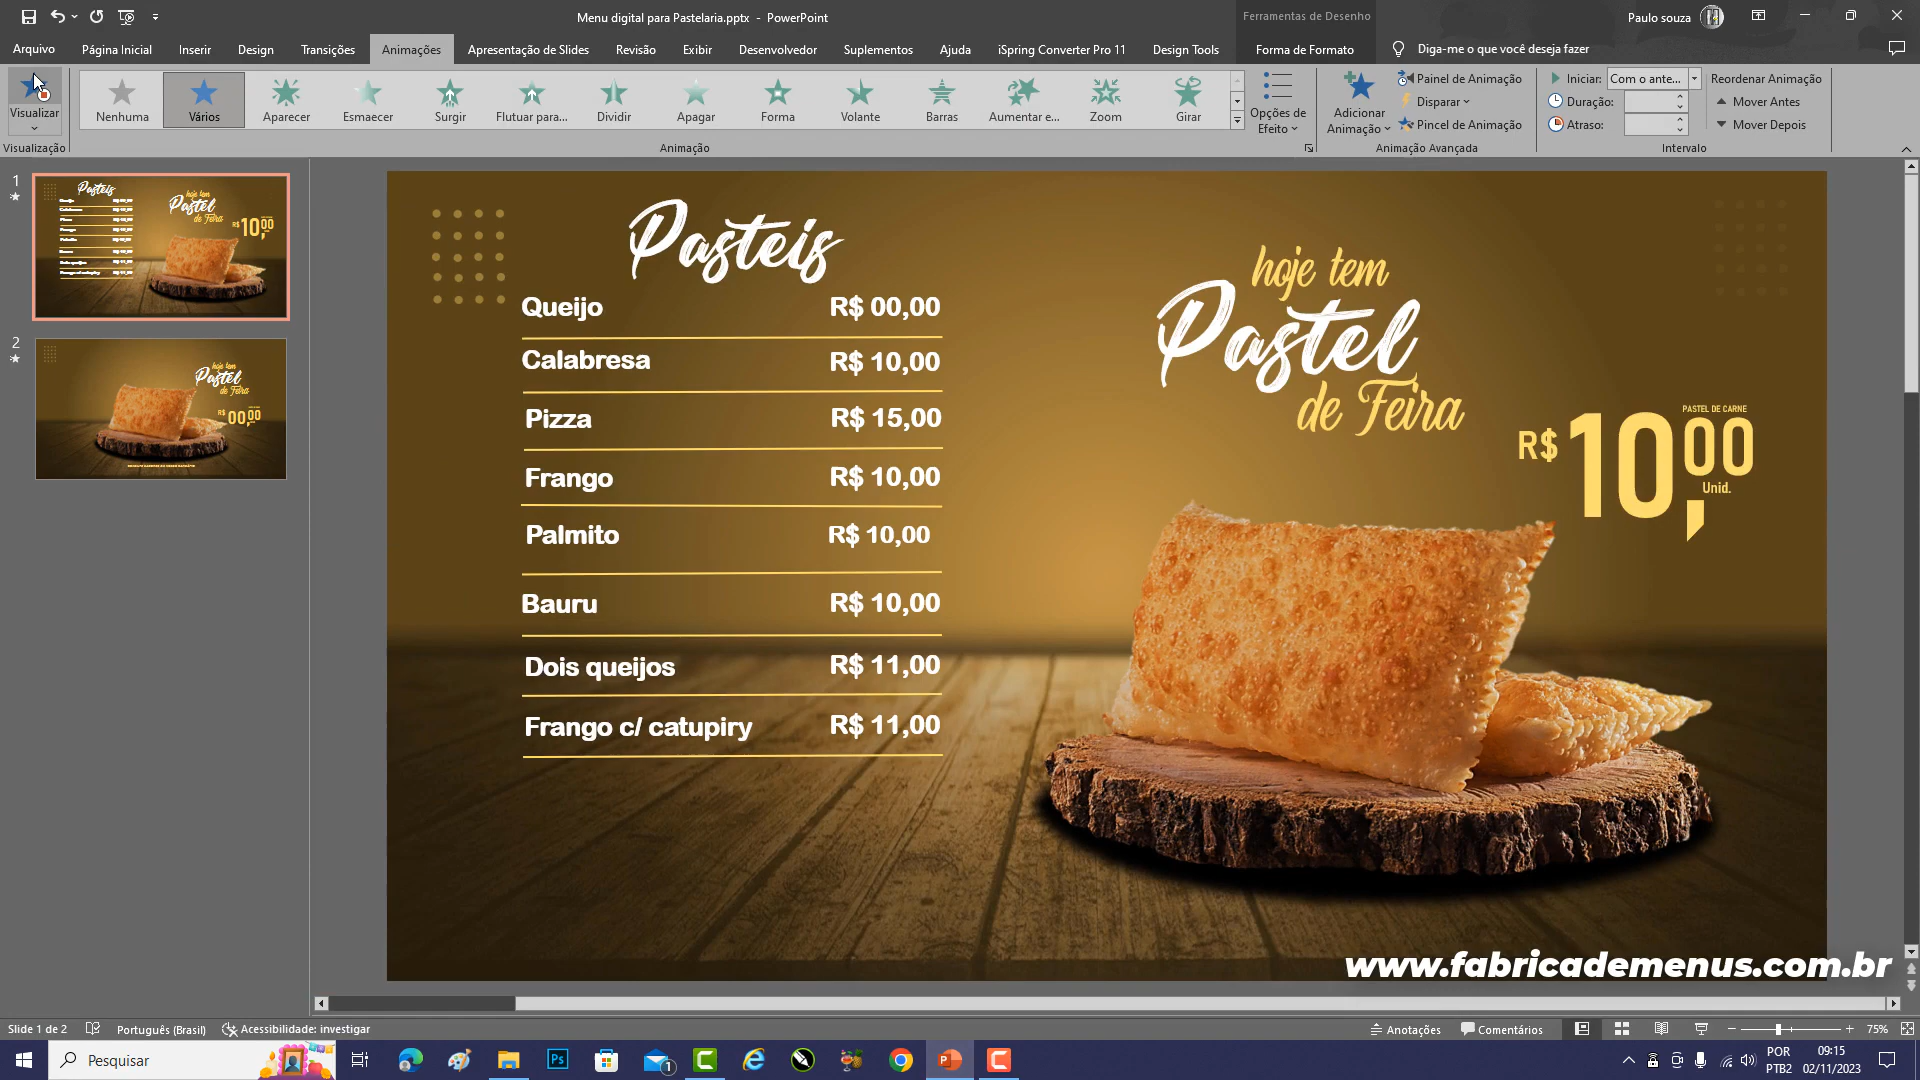 Menu digital para Pastelaria.pptx - PowerPoint
Ferramentas de Desenho
Paulo souza
Arquivo
Página Inicial
Inserir
Design
Transições
Animações
Apresentação de Slides
Revisão
Exibir
Desenvolvedor
Suplementos
Ajuda
iSpring Converter Pro 11
Design Tools
Forma de Formato
Diga-me o que você deseja fazer
Visualizar
Visualização
Nenhuma
Vários
Aparecer
Esmaecer
Surgir
Flutuar para...
Dividir
Apagar
Forma
Volante
Barras
Aumentar e...
Zoom
Girar
Animação
Opções de
Efeito
Adicionar
Animação
Painel de Animação
Disparar
Pincel de Animação
Animação Avançada
Iniciar: Com o ante...
Duração:
Atraso:
Reordenar Animação
Mover Antes
Mover Depois
Intervalo
1
2
Pasteis
Queijo R$ 00,00
Calabresa R$ 10,00
Pizza R$ 15,00
Frango R$ 10,00
Palmito R$ 10,00
Bauru R$ 10,00
Dois queijos R$ 11,00
Frango c/ catupiry R$ 11,00
hoje tem
Pastel
de Feira
PASTEL DE CARNE
R$ 10,00
Unid.
www.fabricademenus.com.br
Slide 1 de 2
Português (Brasil)
Acessibilidade: investigar
Anotações
Comentários
75%
Pesquisar
1
POR
PTB2
09:15
02/11/2023